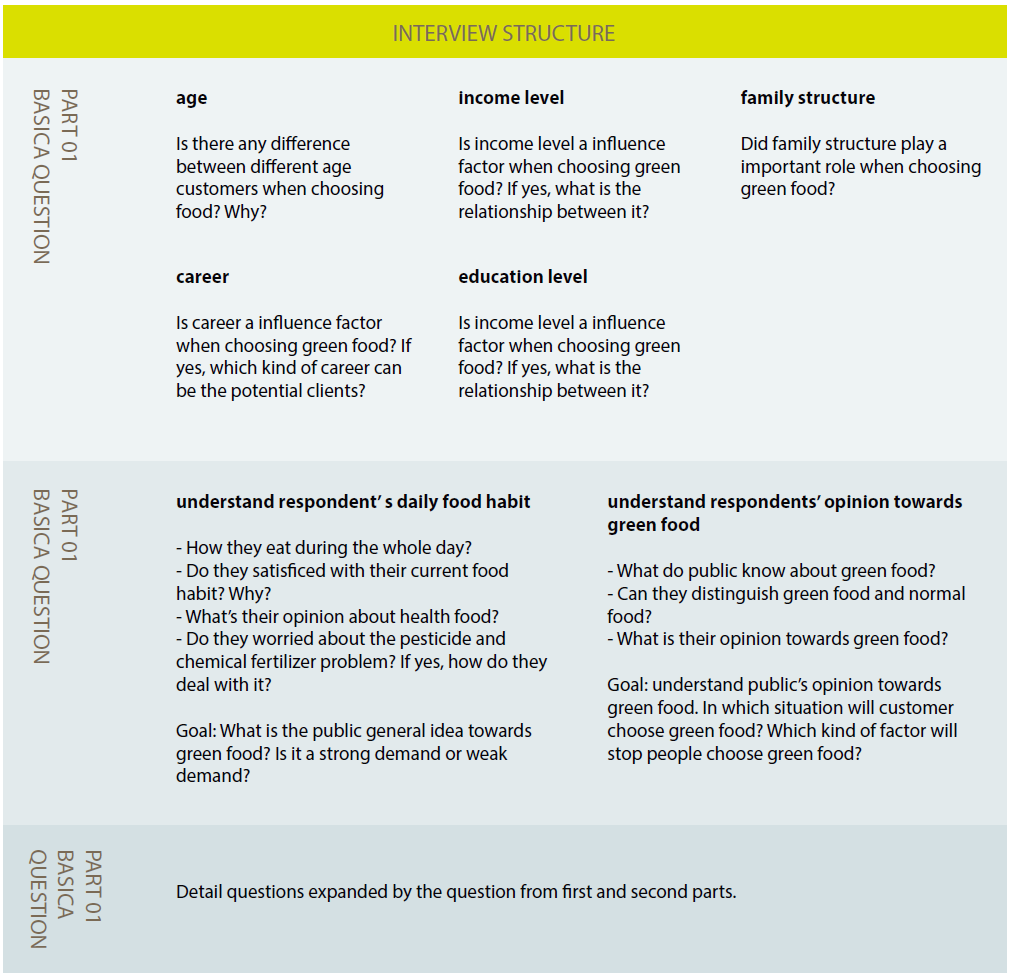 INTERVIEW STRUCTURE
PART 01
BASICA QUESTION
age
Is there any difference
between different age
customers when choosing
food? Why?
income level
Is income level a influence
factor when choosing green
food? If yes, what is the
relationship between it?
family structure
Did family structure play a
important role when choosing
green food?
career
Is career a influence factor
when choosing green food? If
yes, which kind of career can
be the potential clients?
education level
Is income level a influence
factor when choosing green
food? If yes, what is the
relationship between it?
PART 01
BASICA QUESTION
understand respondent' s daily food habit
- How they eat during the whole day?
- Do they satisficed with their current food
habit? Why?
- What's their opinion about health food?
- Do they worried about the pesticide and
chemical fertilizer problem? If yes, how do they
deal with it?
Goal: What is the public general idea towards
green food? Is it a strong demand or weak
demand?
understand respondents' opinion towards
green food
- What do public know about green food?
- Can they distinguish green food and normal
food?
- What is their opinion towards green food?
Goal: understand public's opinion towards
green food. In which situation will customer
choose green food? Which kind of factor will
stop people choose green food?
PART 01
BASICA
QUESTION
Detail questions expanded by the question from first and second parts.